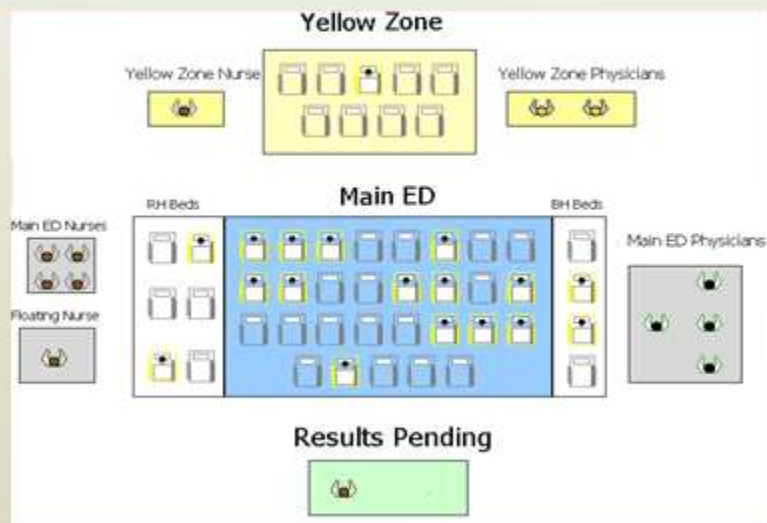 Yellow Zone
Yellow Zone Nurse
Yellow Zone Physicians
Main ED
RH Beds
BH Beds
Main ED Nurses
Main ED Physicians
Floating Nurse
Results Pending